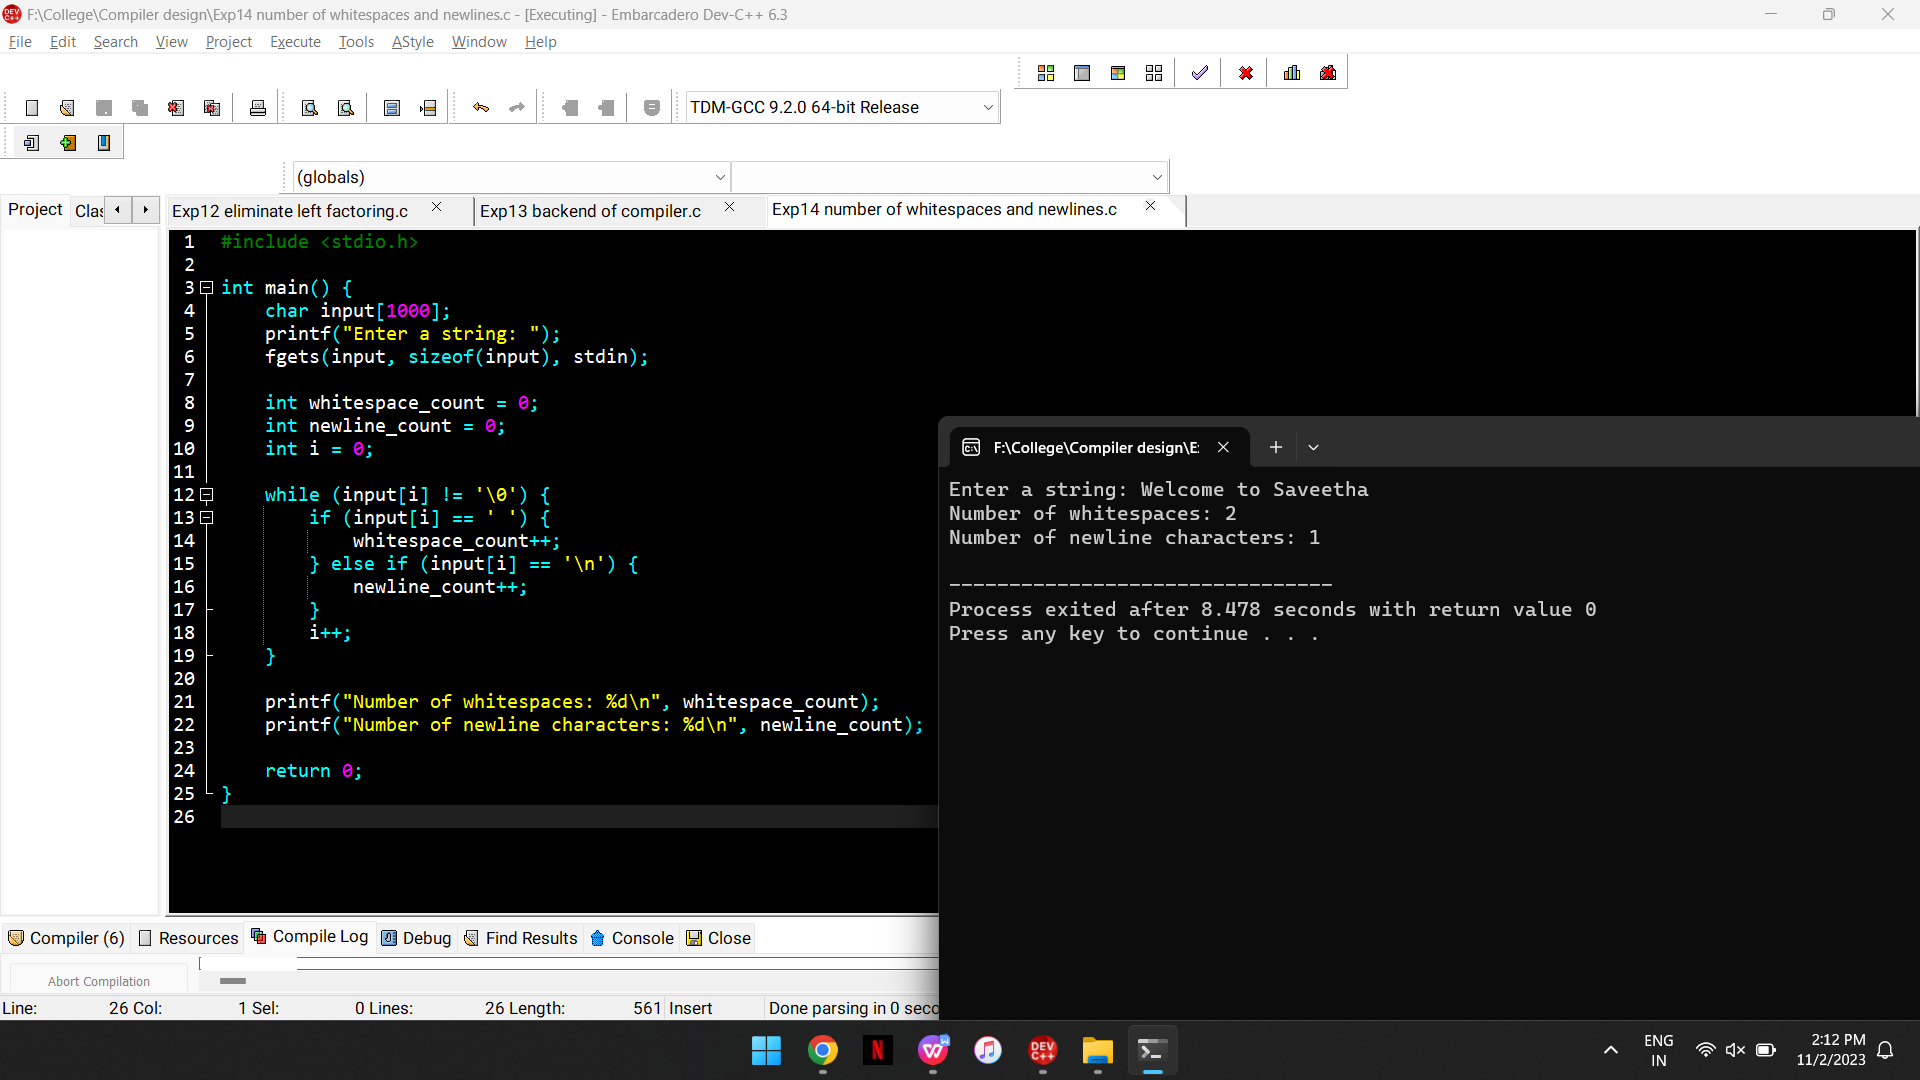 F:\College\Compiler design\Exp14 number of whitespaces and newlines.c - [Executing] - Embarcadero Dev-C++ 6.3
File Edit Search View Project Execute Tools AStyle Window Help
TDM-GCC 9.2.0 64-bit Release
(globals)
Project Clas Exp12 eliminate left factoring.c Exp13 backend of compiler.c Exp14 number of whitespaces and newlines.c
1 #include <stdio.h>
2
3 int main() {
4 char input[1000];
5 printf("Enter a string: ");
6 fgets(input, sizeof(input), stdin);
7
8 int whitespace_count = 0;
9 int newline_count = 0;
10 int i = 0;
11
12 while (input[i] != '\0') {
13 if (input[i] == ' ') {
14 whitespace_count++;
15 } else if (input[i] == '\n') {
16 newline_count++;
17 }
18 i++;
19 }
20
21 printf("Number of whitespaces: %d\n", whitespace_count);
22 printf("Number of newline characters: %d\n", newline_count);
23
24 return 0;
25 }
26
F:\College\Compiler design\E:
Enter a string: Welcome to Saveetha
Number of whitespaces: 2
Number of newline characters: 1
--------------------------------
Process exited after 8.478 seconds with return value 0
Press any key to continue . . .
Compiler (6) Resources Compile Log Debug Find Results Console Close
Abort Compilation
Line: 26 Col: 1 Sel: 0 Lines: 26 Length: 561 Insert Done parsing in 0 seco
DEV C++
ENG
IN
2:12 PM
11/2/2023